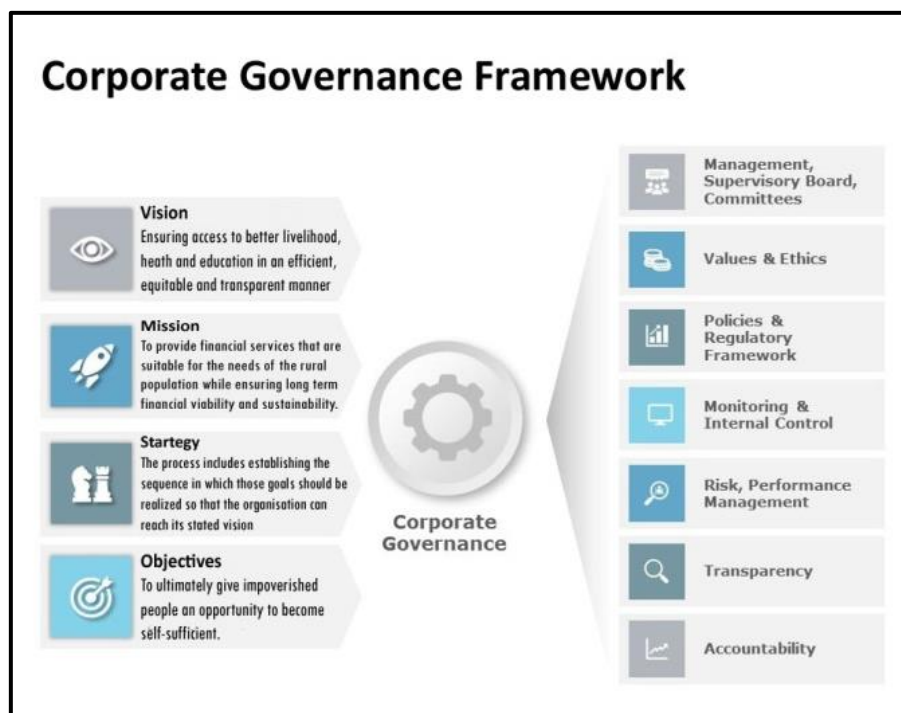 Corporate Governance Framework
Vision
Ensuring access to better livelihood,
heath and education in an efficient,
equitable and transparent manner
Mission
To provide financial services that are
suitable for the needs of the rural
population while ensuring long term
financial viability and sustainability.
Startegy
The process includes establishing the
sequence in which those goals should be
realized so that the organisation can
reach its stated vision
Objectives
To ultimately give impoverished
people an opportunity to become
self-sufficient.
Corporate
Governance
Management,
Supervisory Board,
Committees
Values & Ethics
Policies &
Regulatory
Framework
Monitoring &
Internal Control
Risk, Performance
Management
Transparency
Accountability